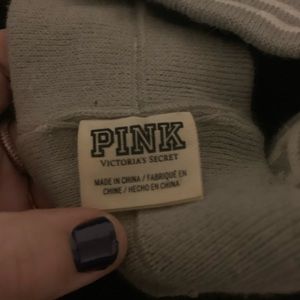 PINK
VICTORIA'S SECRET
MADE IN CHINA / FABRIQUÉ EN
CHINE / HECHO EN CHINA